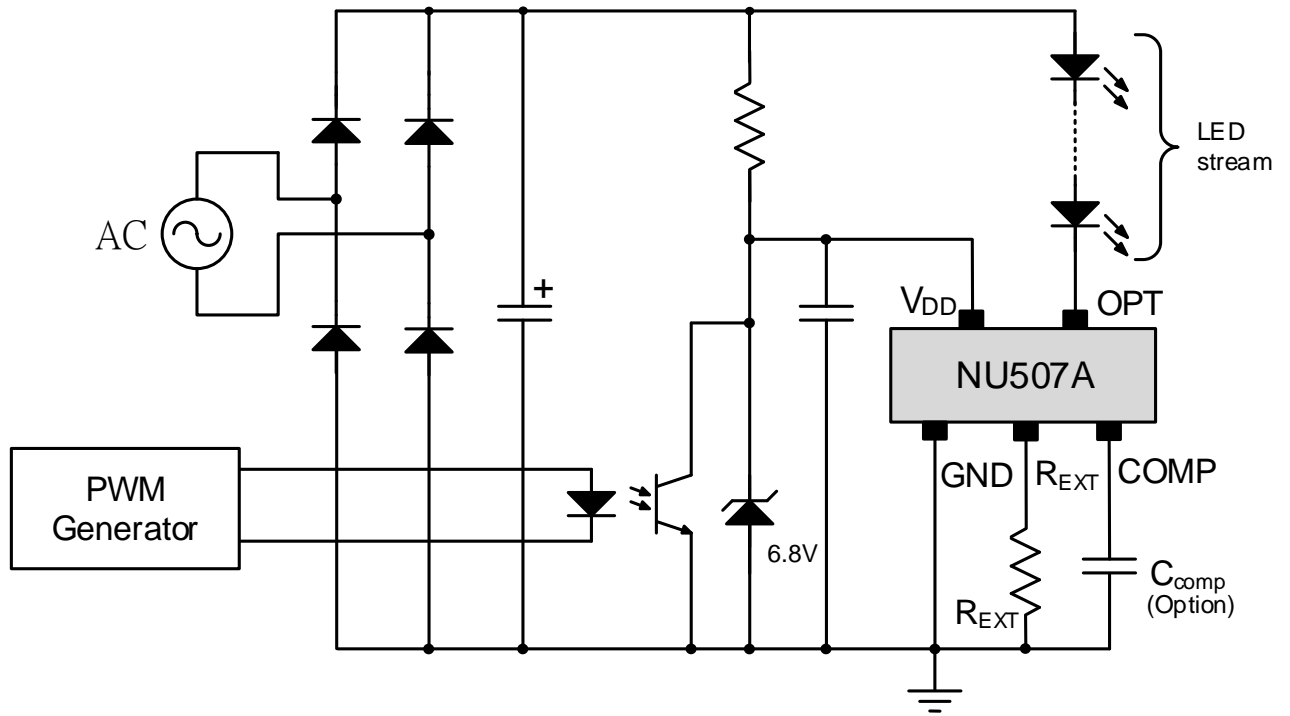 LED
stream
AC
VDD
OPT
NU507A
GND
REXT
COMP
PWM
Generator
6.8V
REXT
Ccomp
(Option)
+